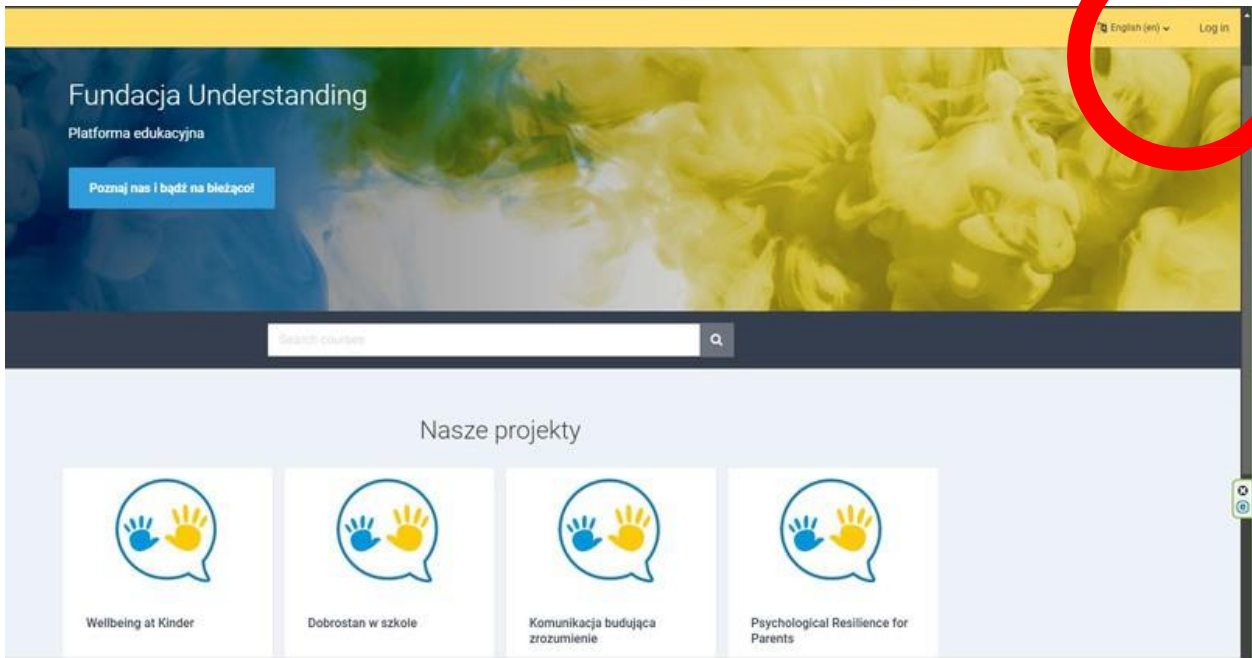 English (en)
Log in
Fundacja Understanding
Platforma edukacyjna
Poznaj nas i bądź na bieżąco!
Search courses
Nasze projekty
Wellbeing at Kinder
Dobrostan w szkole
Komunikacja budująca
zrozumienie
Psychological Resilience for
Parents